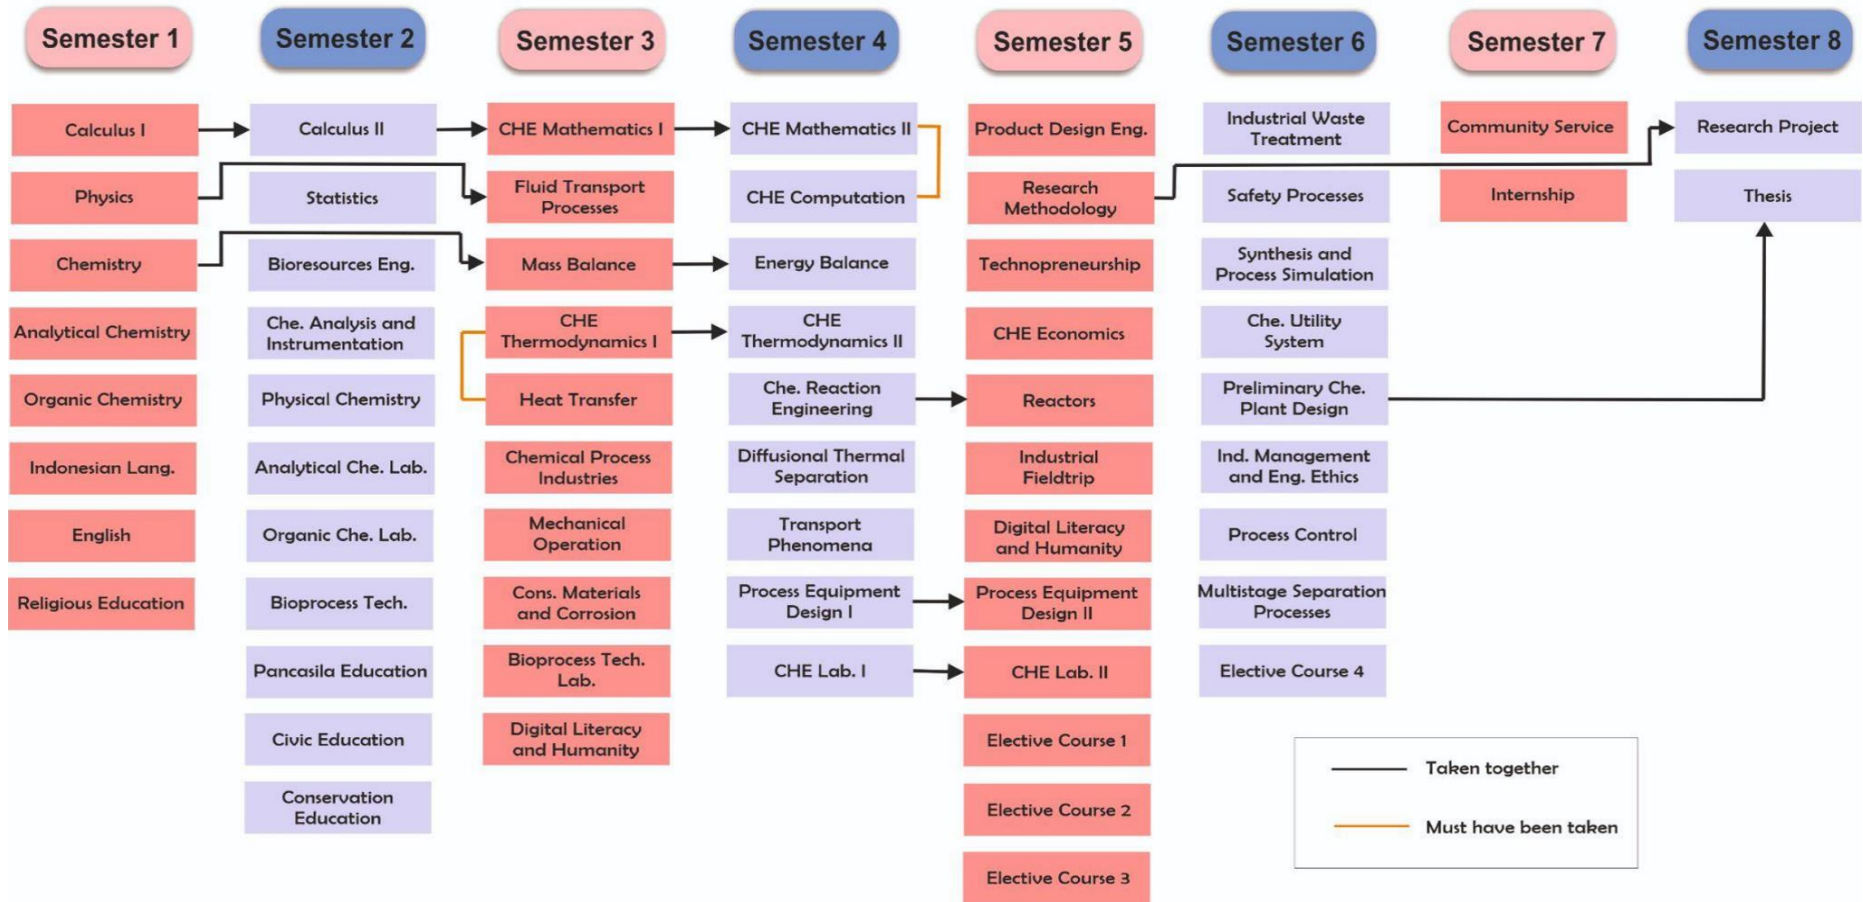 Semester 1
Semester 2
Semester 3
Semester 4
Semester 5
Semester 6
Semester 7
Semester 8
Calculus I
Physics
Chemistry
Analytical Chemistry
Organic Chemistry
Indonesian Lang.
English
Religious Education
Calculus II
Statistics
Bioresources Eng.
Che. Analysis and
Instrumentation
Physical Chemistry
Analytical Che. Lab.
Organic Che. Lab.
Bioprocess Tech.
Pancasila Education
Civic Education
Conservation
Education
CHE Mathematics I
Fluid Transport
Processes
Mass Balance
CHE
Thermodynamics I
Heat Transfer
Chemical Process
Industries
Mechanical
Operation
Cons. Materials
and Corrosion
Bioprocess Tech.
Lab.
Digital Literacy
and Humanity
CHE Mathematics II
CHE Computation
Energy Balance
CHE
Thermodynamics II
Che. Reaction
Engineering
Diffusional Thermal
Separation
Transport
Phenomena
Process Equipment
Design I
CHE Lab. I
Product Design Eng.
Research
Methodology
Technopreneurship
CHE Economics
Reactors
Industrial
Fieldtrip
Digital Literacy
and Humanity
Process Equipment
Design II
CHE Lab. II
Elective Course 1
Elective Course 2
Elective Course 3
Industrial Waste
Treatment
Safety Processes
Synthesis and
Process Simulation
Che. Utility
System
Preliminary Che.
Plant Design
Ind. Management
and Eng. Ethics
Process Control
Multistage Separation
Processes
Elective Course 4
Community Service
Internship
Research Project
Thesis
Taken together
Must have been taken